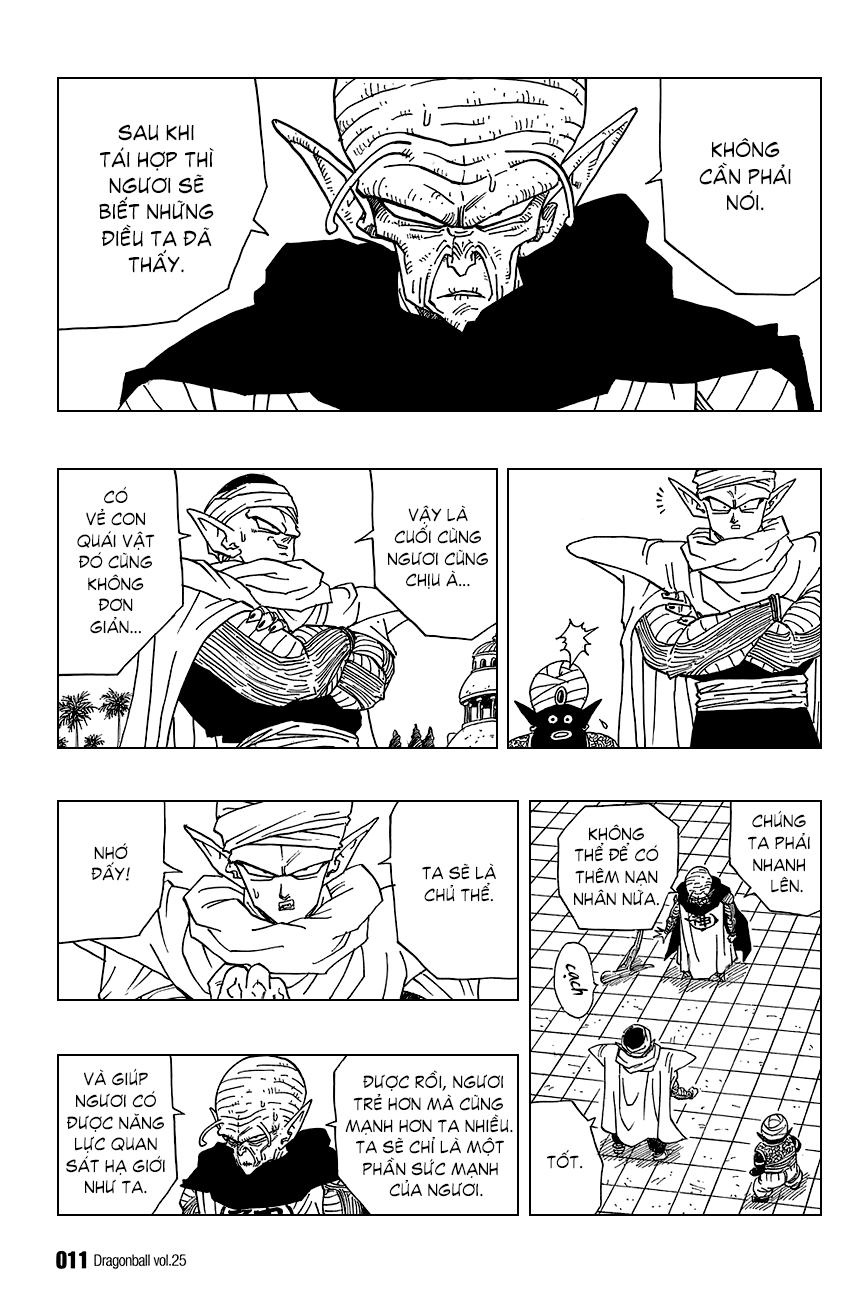 KHÔNG
CẦN PHẢI
NÓI.
SAU KHI
TÁI HỢP THÌ
NGƯƠI SẼ
BIẾT NHỮNG
ĐIỀU TA ĐÃ
THẤY.
VẬY LÀ
CUỐI CÙNG
NGƯƠI CŨNG
CHỊU À...
CÓ
VẺ CON
QUÁI VẬT
ĐÓ CŨNG
KHÔNG
ĐƠN
GIẢN...
CHÚNG
TA PHẢI
NHANH
LÊN.
KHÔNG
THỂ ĐỂ CÓ
THÊM NẠN
NHÂN NỮA.
神
cạch
TỐT.
TA SẼ LÀ
CHỦ THỂ.
NHỚ
ĐẤY!
ĐƯỢC RỒI, NGƯƠI
TRẺ HƠN MÀ CŨNG
MẠNH HƠN TA NHIỀU.
TA SẼ CHỈ LÀ MỘT
PHẦN SỨC MẠNH
CỦA NGƯƠI.
VÀ GIÚP
NGƯƠI CÓ
ĐƯỢC NĂNG
LỰC QUAN
SÁT HẠ GIỚI
NHƯ TA.
011 Dragonball vol.25